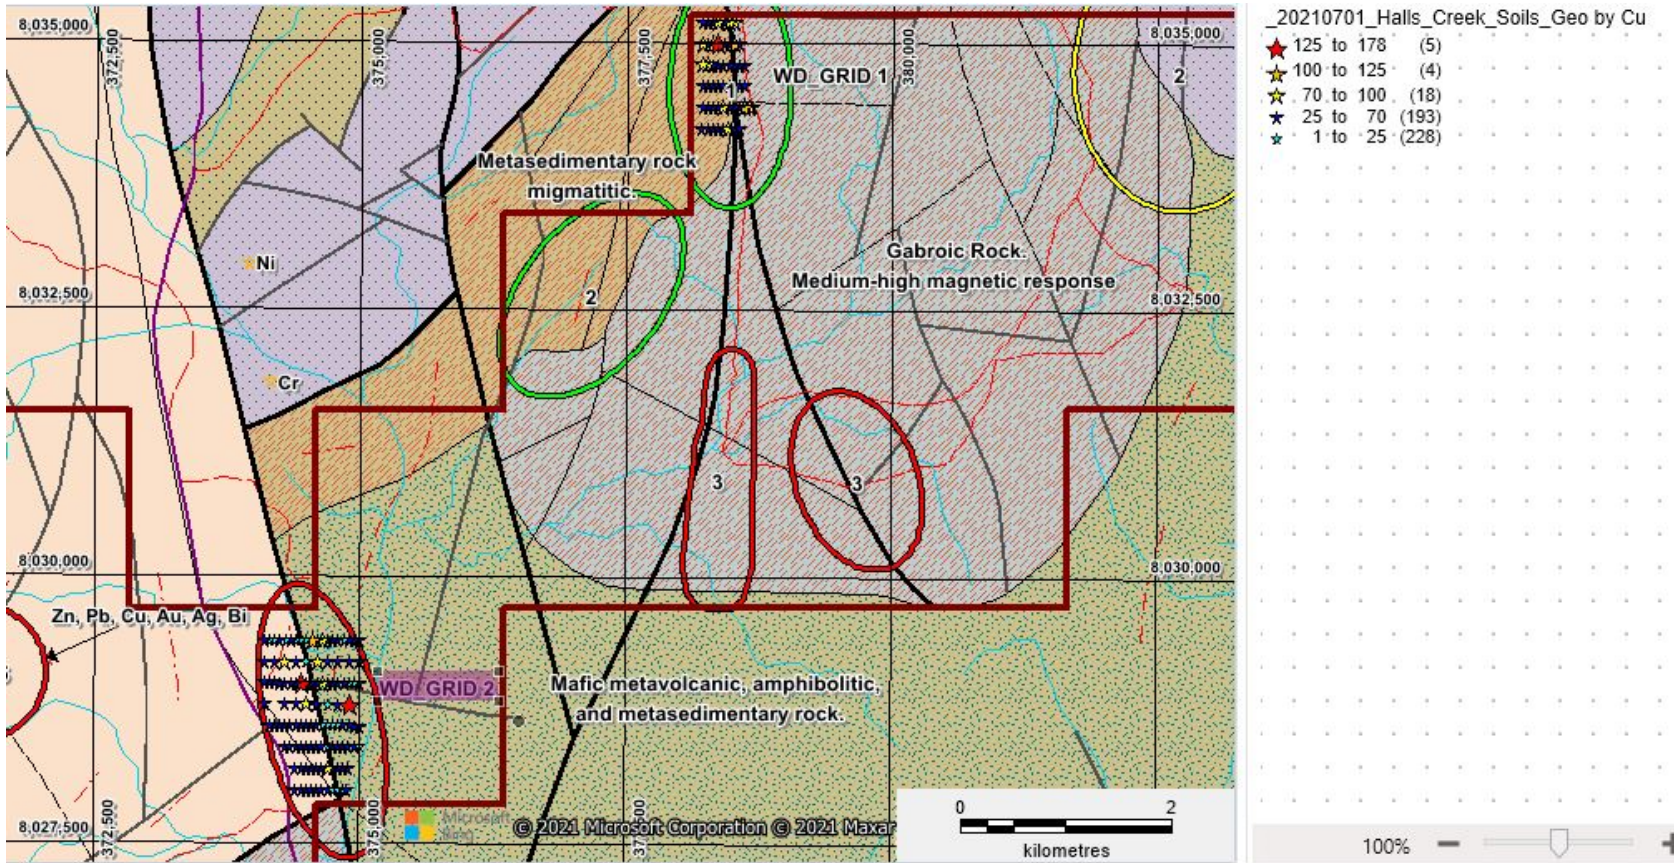 8,035,000
372,500
375,000
377,500
380,000
8,035,000
WD_GRID 1
1
2
Metasedimentary rock
migmatitic.
Gabroic Rock.
Medium-high magnetic response
Ni
8,032,500
2
8,032,500
Cr
3
3
8,030,000
8,030,000
Zn, Pb, Cu, Au, Ag, Bi
WD_GRID 2
Mafic metavolcanic, amphibolitic,
and metasedimentary rock.
8,027,500
372,500
375,000
377,500
Microsoft
Bing
© 2021 Microsoft Corporation © 2021 Maxar
0 2
kilometres
_20210701_Halls_Creek_Soils_Geo by Cu
125 to 178 (5)
100 to 125 (4)
70 to 100 (18)
25 to 70 (193)
1 to 25 (228)
100%